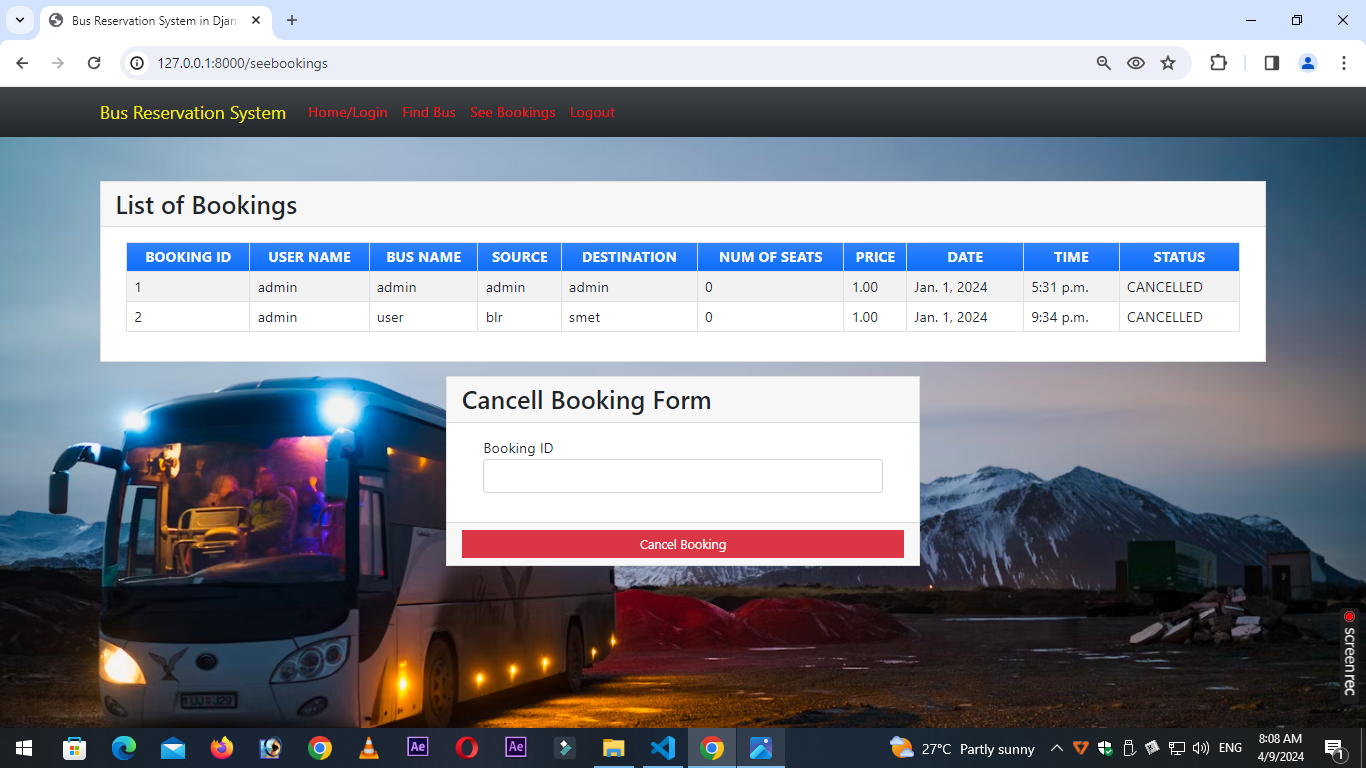 Bus Reservation System in Djan
127.0.0.1:8000/seebookings
Bus Reservation System Home/Login Find Bus See Bookings Logout
List of Bookings
BOOKING ID USER NAME BUS NAME SOURCE DESTINATION NUM OF SEATS PRICE DATE TIME STATUS
1 admin admin admin admin 0 1.00 Jan. 1, 2024 5:31 p.m. CANCELLED
2 admin user blr smet 0 1.00 Jan. 1, 2024 9:34 p.m. CANCELLED
Cancell Booking Form
Booking ID
Cancel Booking
screenrec
Ae Ae 27°C Partly sunny ENG 8:08 AM
4/9/2024
1